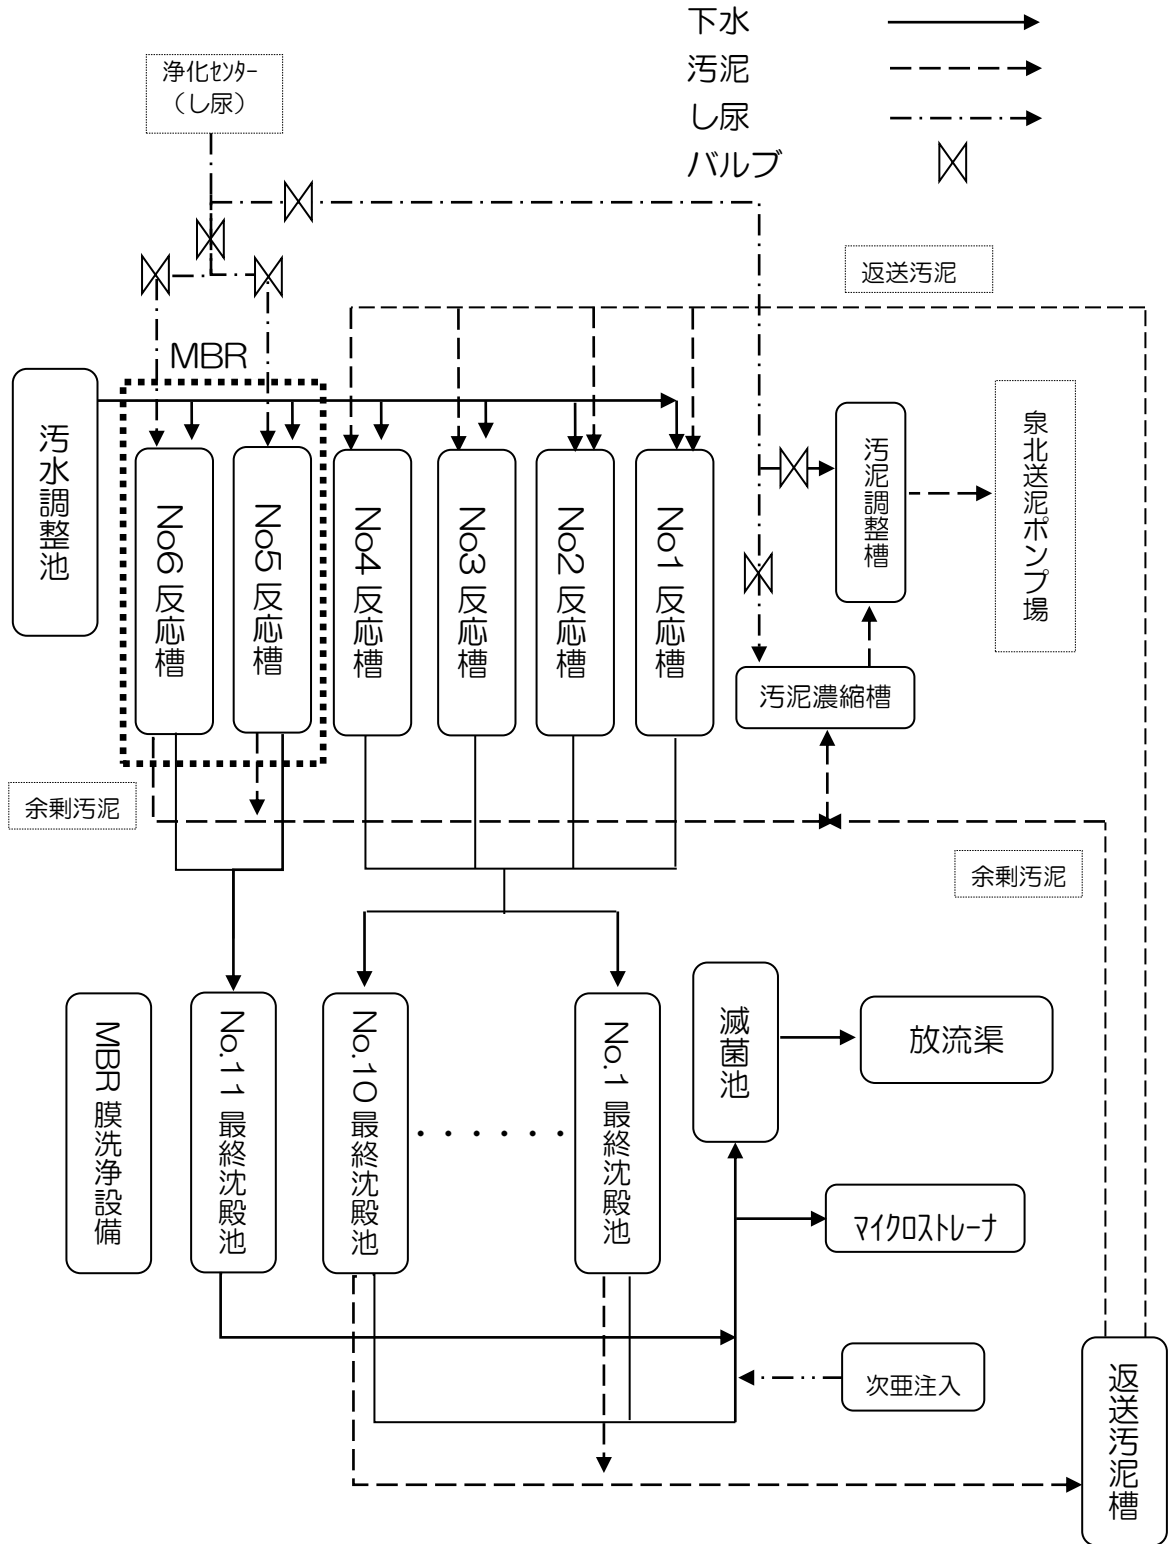 下水
汚泥
し尿
バルブ
浄化ｾﾝﾀｰ
（し尿）
返送汚泥
MBR
汚水調整池
No6 反応槽
No5 反応槽
No4 反応槽
No3 反応槽
No2 反応槽
No1 反応槽
汚泥調整槽
泉北送泥ポンプ場
汚泥濃縮槽
余剰汚泥
余剰汚泥
MBR 膜洗浄設備
No.11 最終沈殿池
No.10 最終沈殿池
・・・・・・
No.1 最終沈殿池
滅菌池
放流渠
ﾏｲｸﾛｽﾄﾚｰﾅ
次亜注入
返送汚泥槽